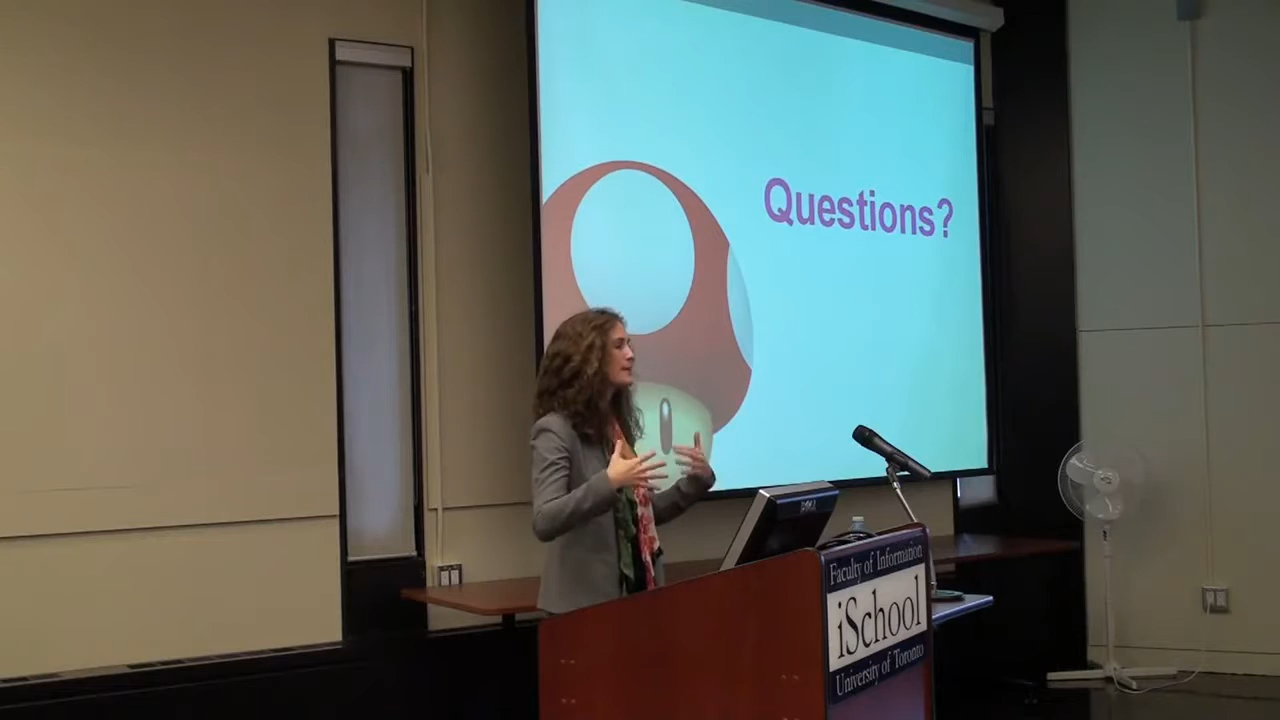 Questions?
Faculty of Information
iSchool
University of Toronto